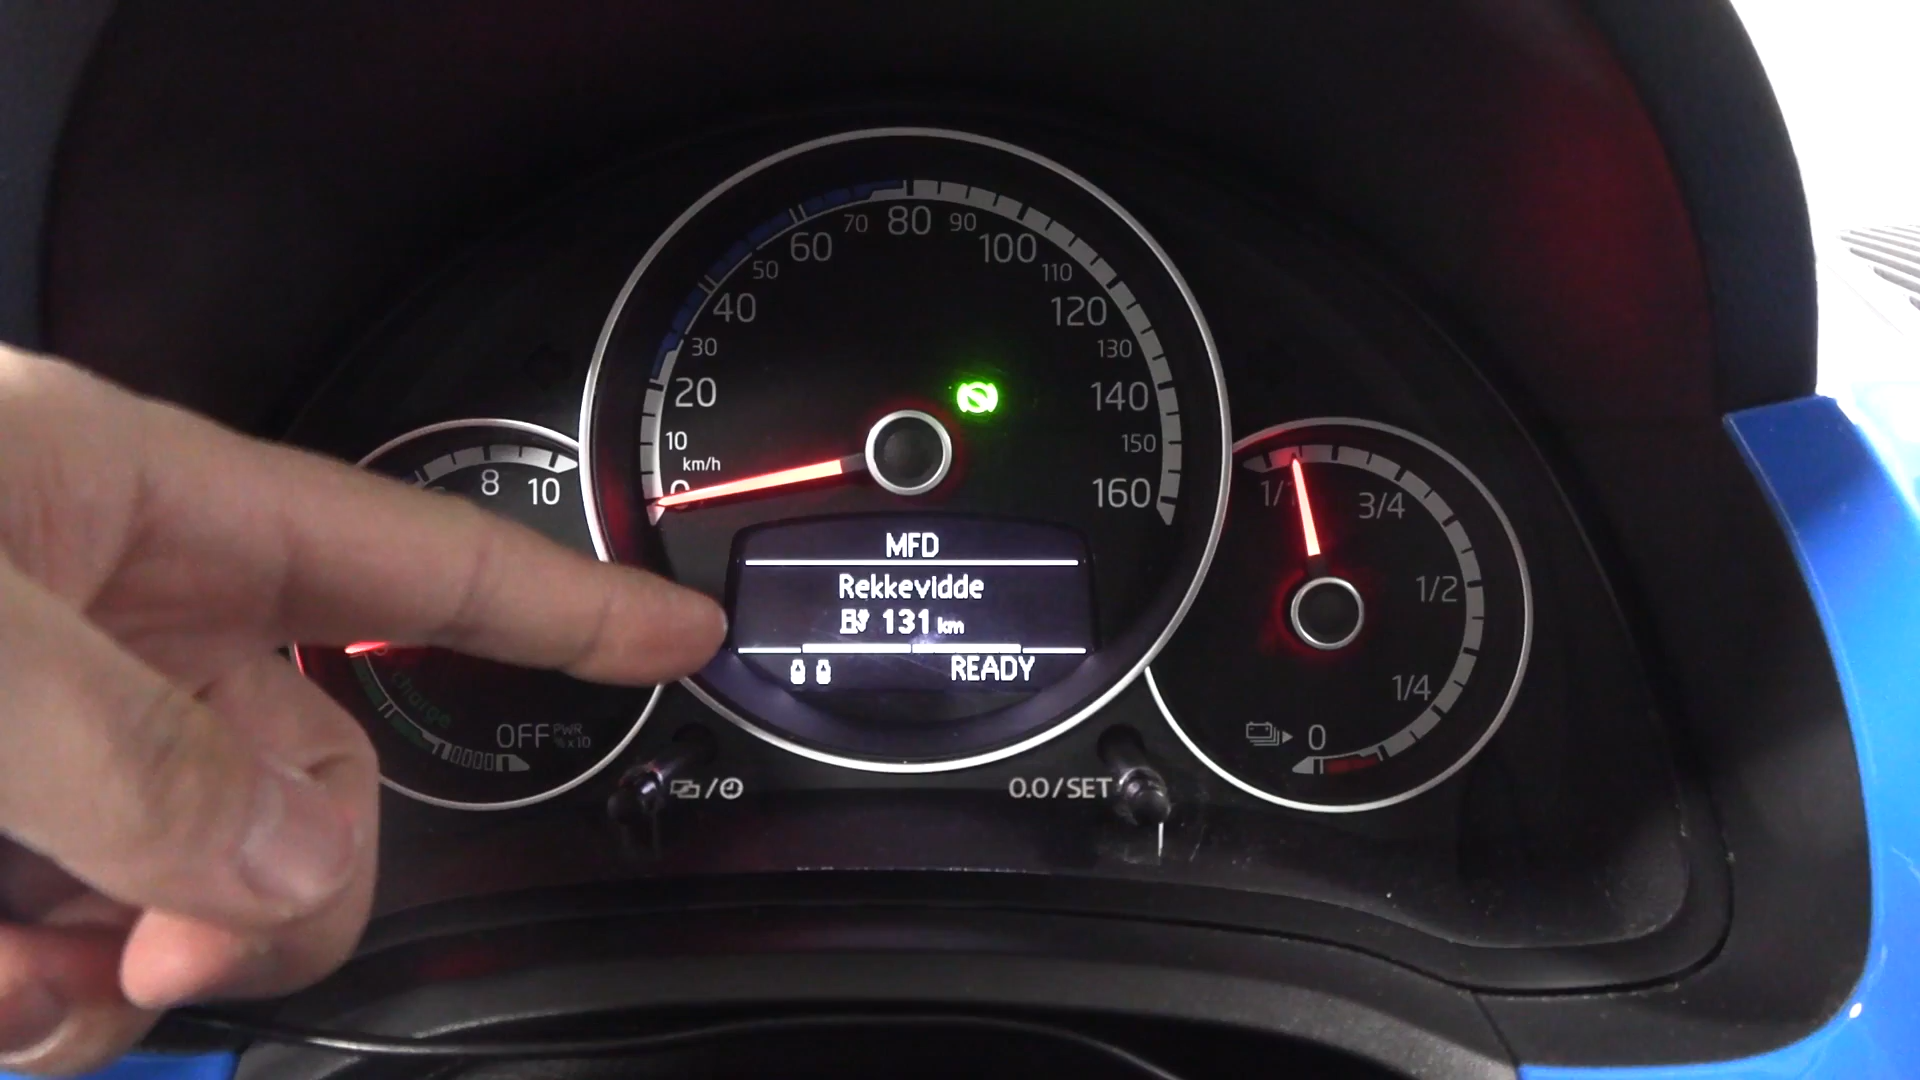 70 80 90
60 100
50 110
40 120
30 130
20 140
10 150
km/h
0 160
8 10
charge
OFF PWR %x10
MFD
Rekkevidde
131 km
READY
1/1 3/4
1/2
1/4
0
0.0/SET